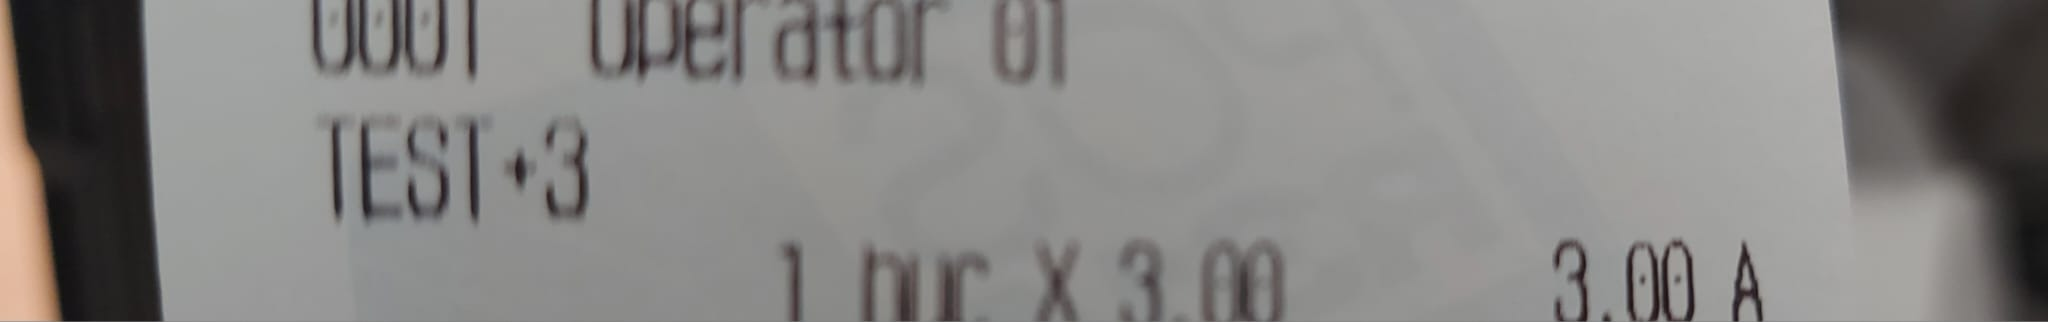 0001 Operator 01
TEST+3
1 buc X 3.00 3.00 A